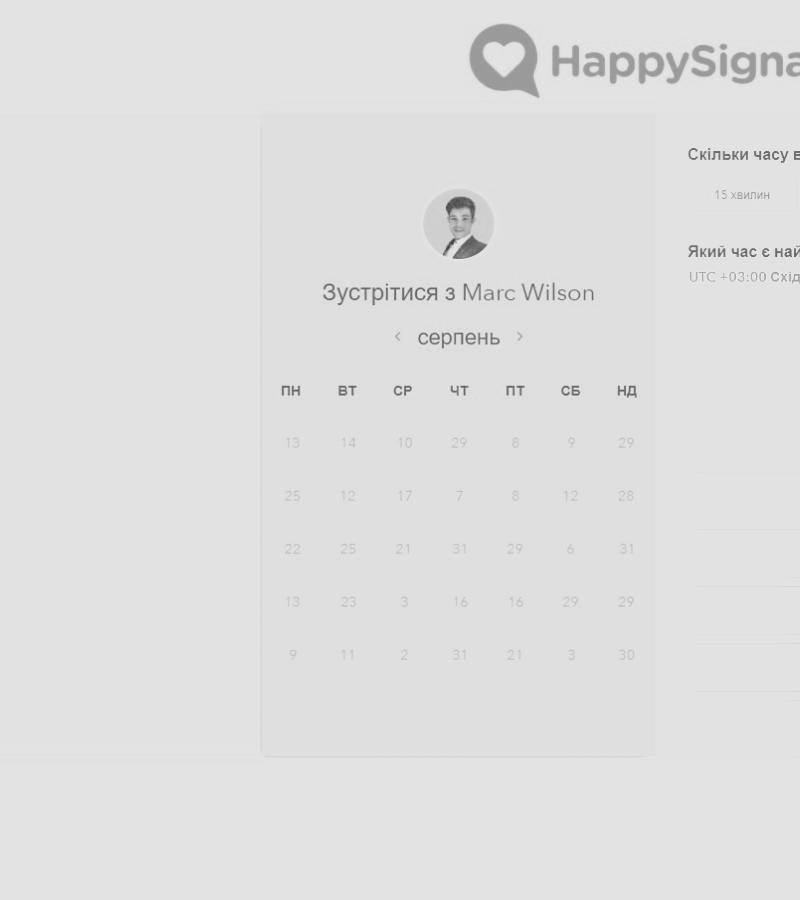 HappySigna
Зустрітися з Marc Wilson
серпень
ПН ВТ СР ЧТ ПТ СБ НД
13 14 10 29 8 9 29
25 12 17 7 8 12 28
22 25 21 31 29 6 31
13 23 3 16 16 29 29
9 11 2 31 21 3 30
Скільки часу в
15 хвилин
Який час є най
UTC +03:00 Схід